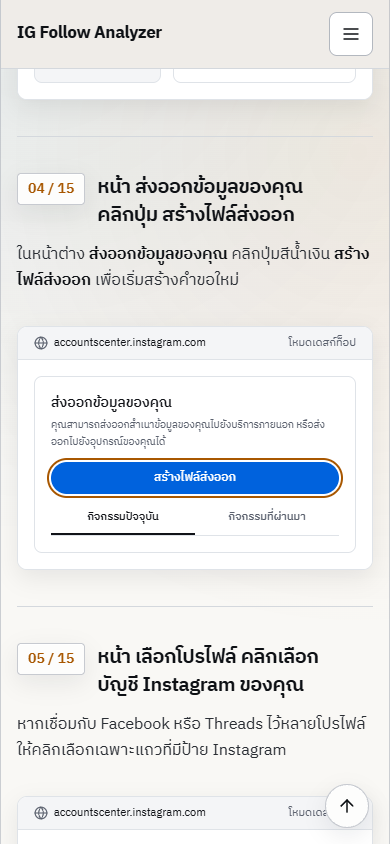 IG Follow Analyzer
04 / 15
หน้า ส่งออกข้อมูลของคุณ
คลิกปุ่ม สร้างไฟล์ส่งออก
ในหน้าต่าง ส่งออกข้อมูลของคุณ คลิกปุ่มสีน้ำเงิน สร้าง
ไฟล์ส่งออก เพื่อเริ่มสร้างคำขอใหม่
accountscenter.instagram.com
โหมดเดสก์ท็อป
ส่งออกข้อมูลของคุณ
คุณสามารถส่งออกสำเนาข้อมูลของคุณไปยังบริการภายนอก หรือส่ง
ออกไปยังอุปกรณ์ของคุณได้
สร้างไฟล์ส่งออก
กิจกรรมปัจจุบัน
กิจกรรมที่ผ่านมา
05 / 15
หน้า เลือกโปรไฟล์ คลิกเลือก
บัญชี Instagram ของคุณ
หากเชื่อมกับ Facebook หรือ Threads ไว้หลายโปรไฟล์
ให้คลิกเลือกเฉพาะแถวที่มีป้าย Instagram
accountscenter.instagram.com